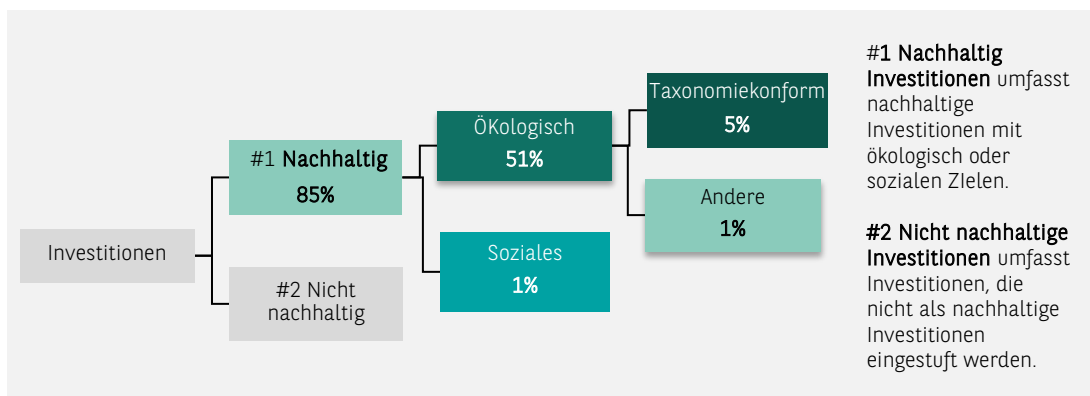 Investitionen
#1 Nachhaltig
85%
#2 Nicht
nachhaltig
ÖKologisch
51%
Soziales
1%
Taxonomiekonform
5%
Andere
1%
#1 Nachhaltig
Investitionen umfasst
nachhaltige
Investitionen mit
ökologisch oder
sozialen ZIelen.
#2 Nicht nachhaltige
Investitionen umfasst
Investitionen, die
nicht als nachhaltige
Investitionen
eingestuft werden.